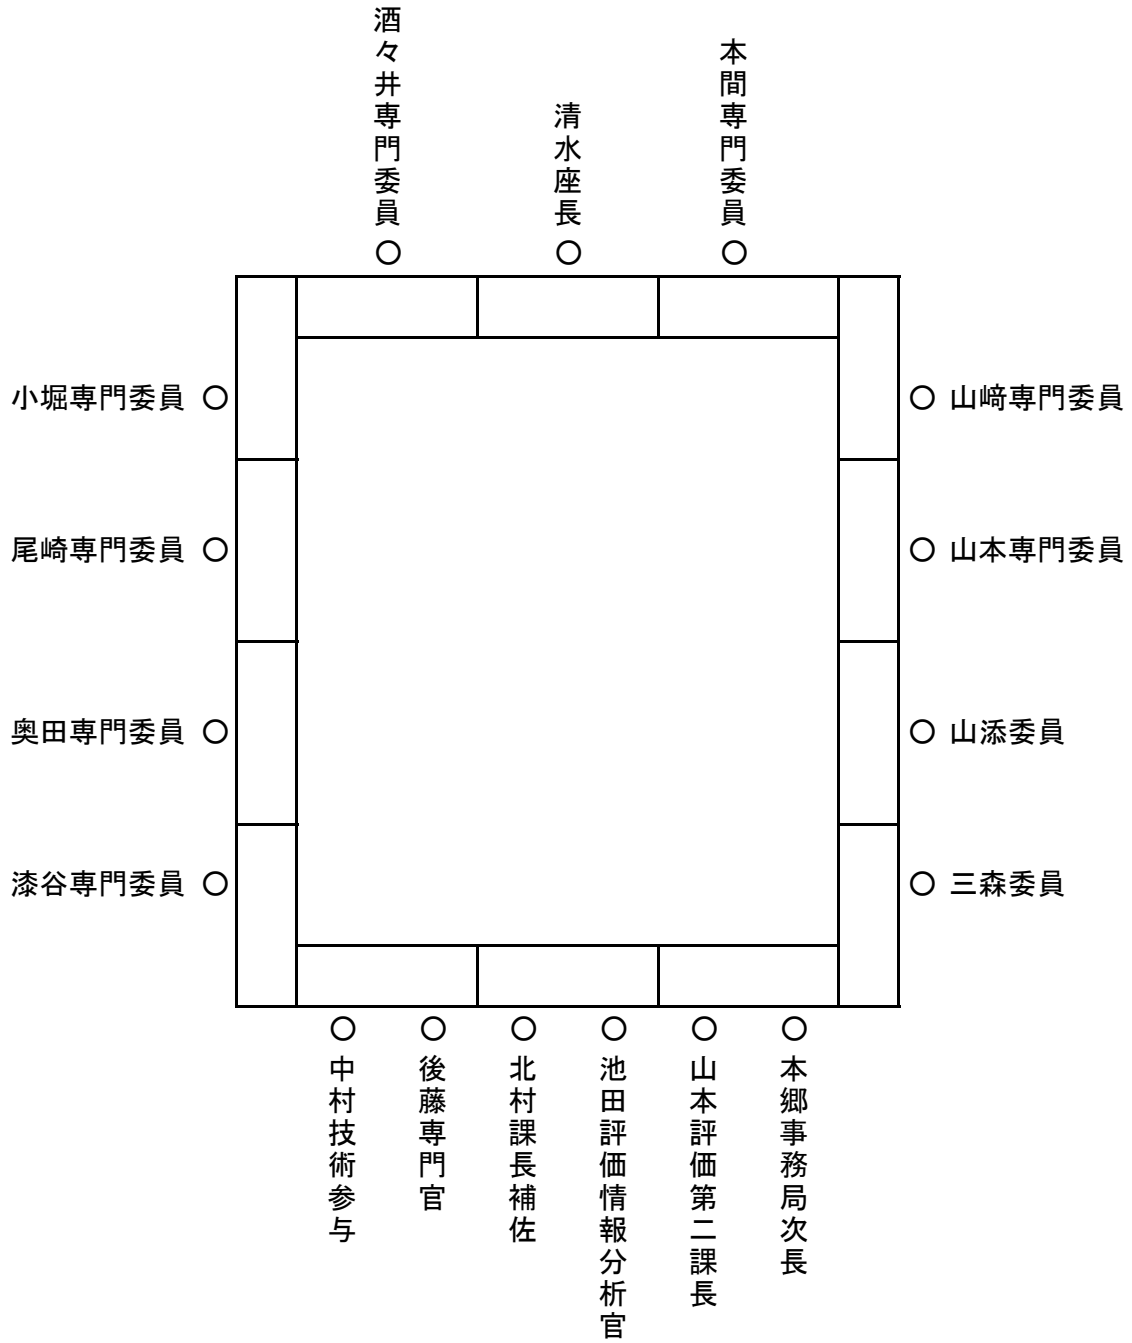 酒々井専門委員
清水座長
本間専門委員
小堀専門委員
山﨑専門委員
尾崎専門委員
山本専門委員
奥田専門委員
山添委員
漆谷専門委員
三森委員
中村技術参与
後藤専門官
北村課長補佐
池田評価情報分析官
山本評価第二課長
本郷事務局次長